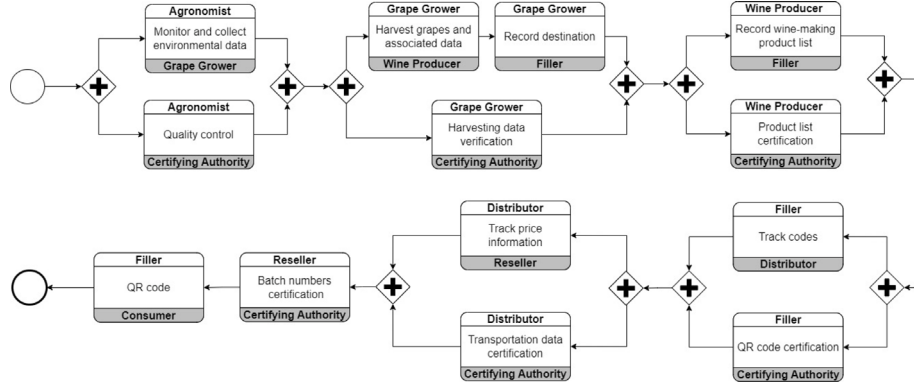 Agronomist
Monitor and collect
environmental data
Grape Grower
Agronomist
Quality control
Certifying Authority
Grape Grower
Harvest grapes and
associated data
Wine Producer
Grape Grower
Record destination
Filler
Grape Grower
Harvesting data
verification
Certifying Authority
Wine Producer
Record wine-making
product list
Filler
Wine Producer
Product list
certification
Certifying Authority
Filler
QR code
Consumer
Reseller
Batch numbers
certification
Certifying Authority
Distributor
Track price
information
Reseller
Distributor
Transportation data
certification
Certifying Authority
Filler
Track codes
Distributor
Filler
QR code certification
Certifying Authority